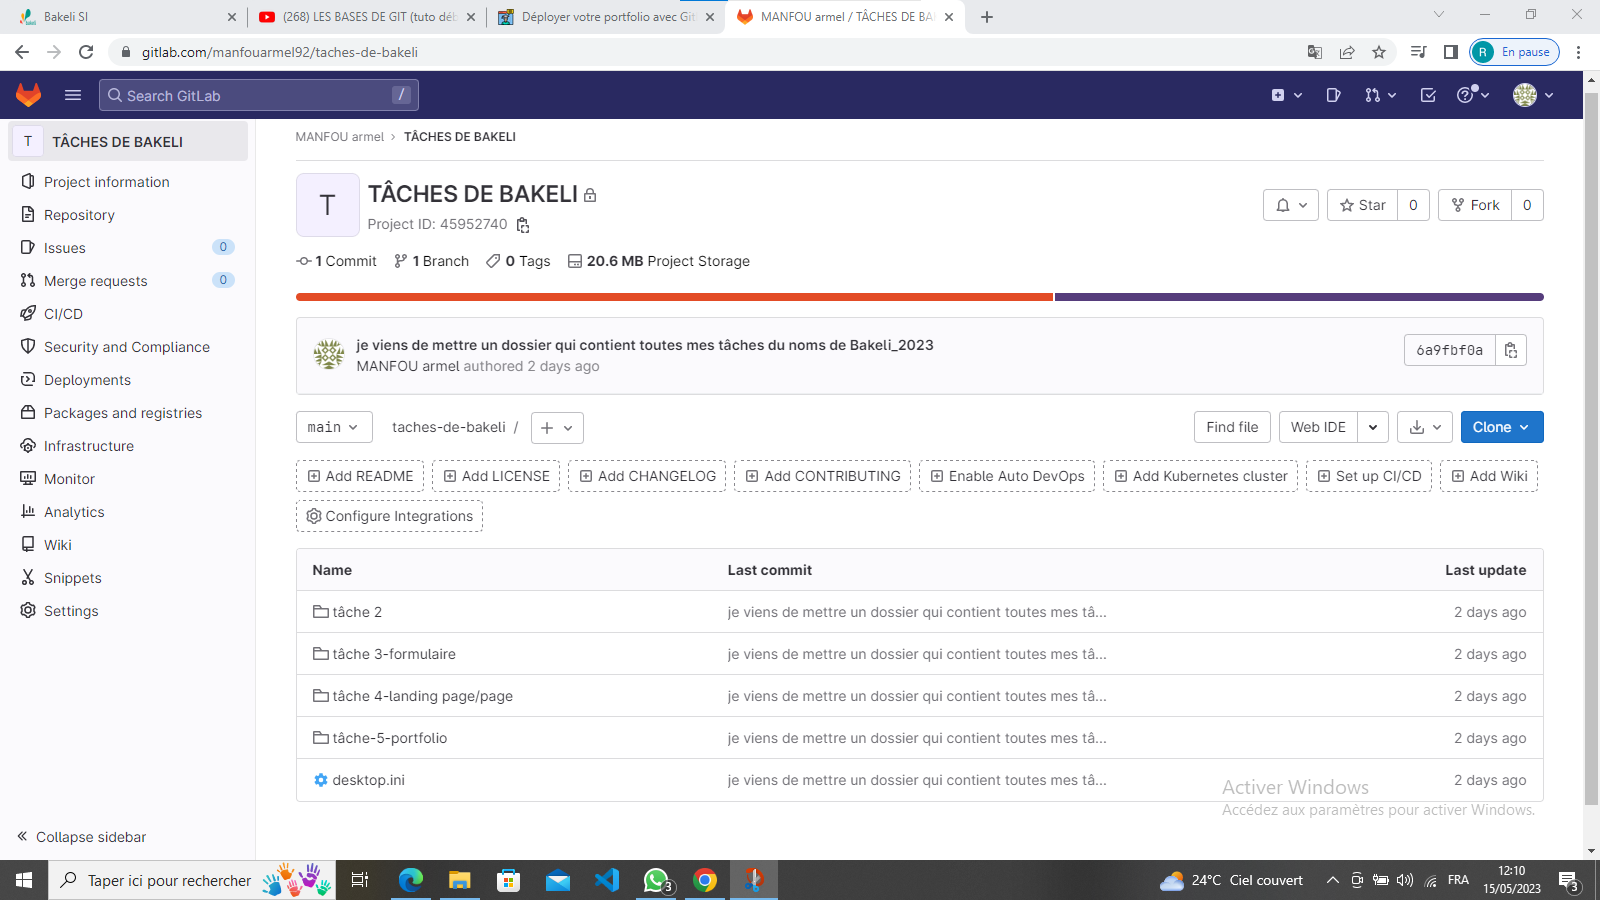 Bakeli SI
(268) LES BASES DE GIT (tuto déb
Déployer votre portfolio avec Git
MANFOU armel / TÂCHES DE BA
gitlab.com/manfouarmel92/taches-de-bakeli
R En pause
Search GitLab /
T TÂCHES DE BAKELI
Project information
Repository
Issues 0
Merge requests 0
CI/CD
Security and Compliance
Deployments
Packages and registries
Infrastructure
Monitor
Analytics
Wiki
Snippets
Settings
Collapse sidebar
MANFOU armel > TÂCHES DE BAKELI
T
TÂCHES DE BAKELI
Project ID: 45952740
Star 0
Fork 0
1 Commit 1 Branch 0 Tags 20.6 MB Project Storage
je viens de mettre un dossier qui contient toutes mes tâches du noms de Bakeli_2023
MANFOU armel authored 2 days ago
6a9fbf0a
main taches-de-bakeli / +
Find file Web IDE Clone
Add README Add LICENSE Add CHANGELOG Add CONTRIBUTING Enable Auto DevOps Add Kubernetes cluster Set up CI/CD Add Wiki
Configure Integrations
Name Last commit Last update
tâche 2 je viens de mettre un dossier qui contient toutes mes tâ... 2 days ago
tâche 3-formulaire je viens de mettre un dossier qui contient toutes mes tâ... 2 days ago
tâche 4-landing page/page je viens de mettre un dossier qui contient toutes mes tâ... 2 days ago
tâche-5-portfolio je viens de mettre un dossier qui contient toutes mes tâ... 2 days ago
desktop.ini je viens de mettre un dossier qui contient toutes mes tâ... 2 days ago
Activer Windows
Accédez aux paramètres pour activer Windows.
Taper ici pour rechercher
3
24°C Ciel couvert
FRA
12:10
15/05/2023
3